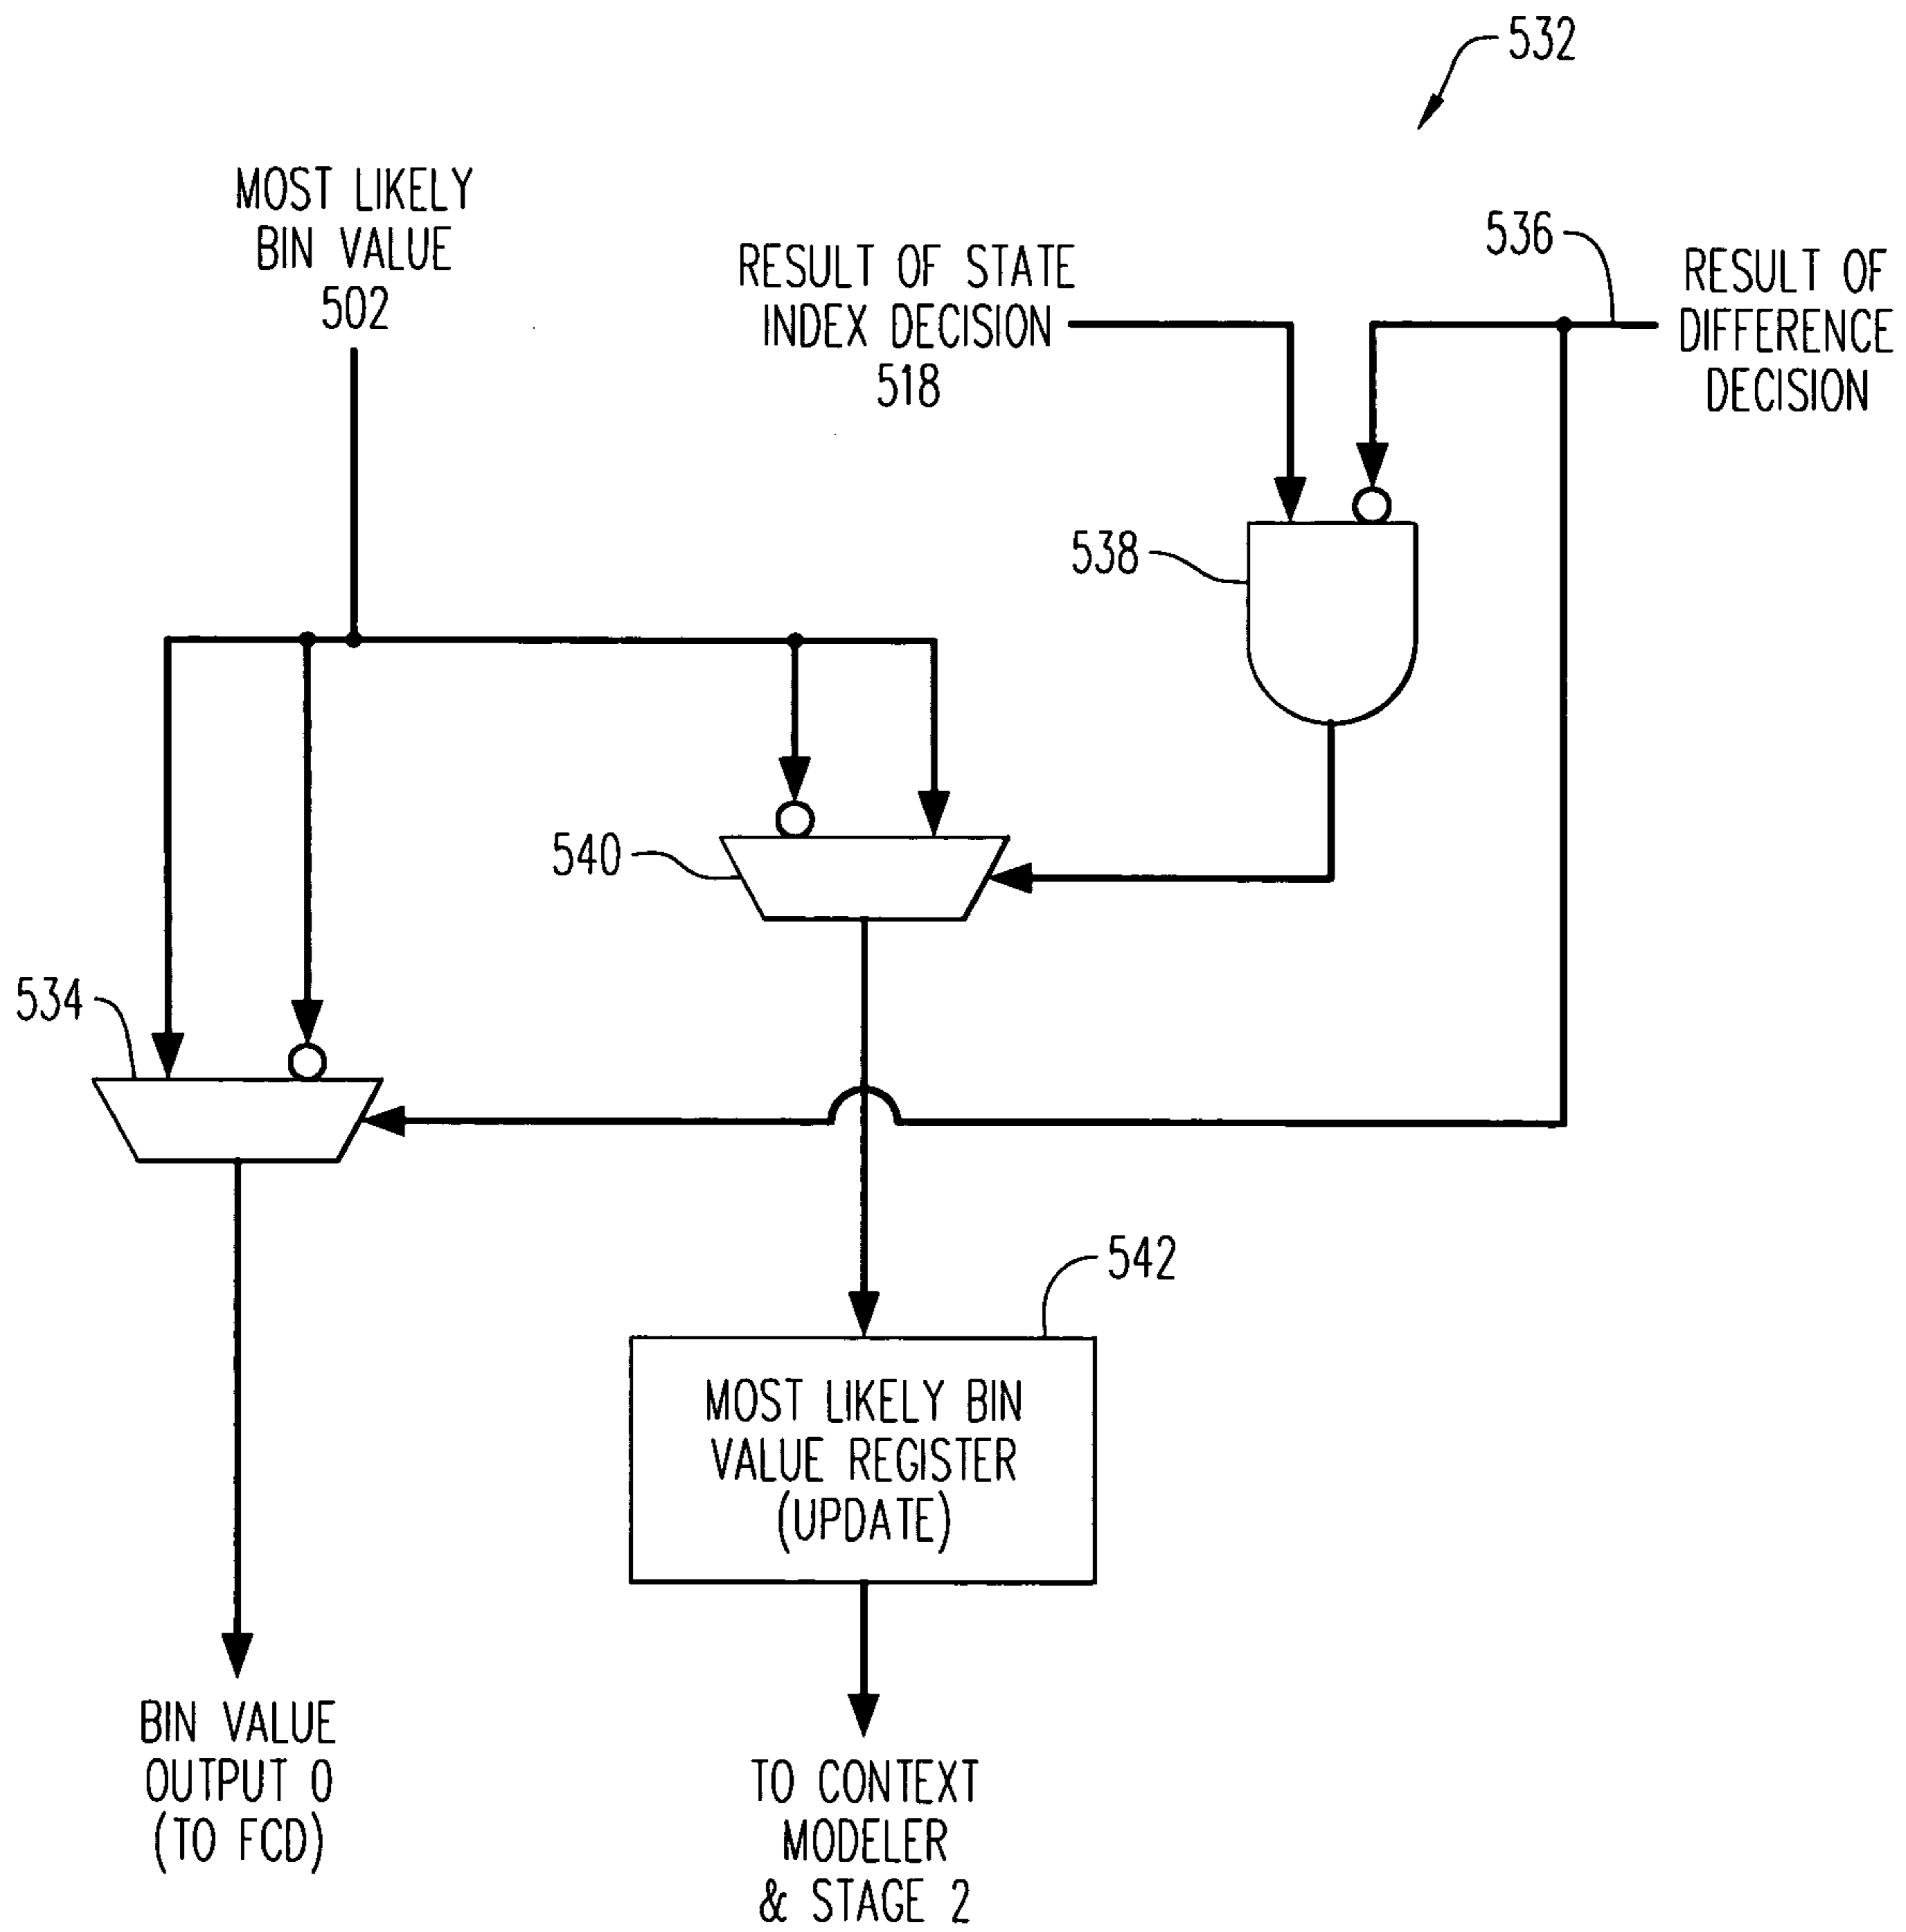 532
MOST LIKELY
BIN VALUE
502
RESULT OF STATE
INDEX DECISION
518
536
RESULT OF
DIFFERENCE
DECISION
538
540
534
542
MOST LIKELY BIN
VALUE REGISTER
(UPDATE)
BIN VALUE
OUTPUT 0
(TO FCD)
TO CONTEXT
MODELER
& STAGE 2